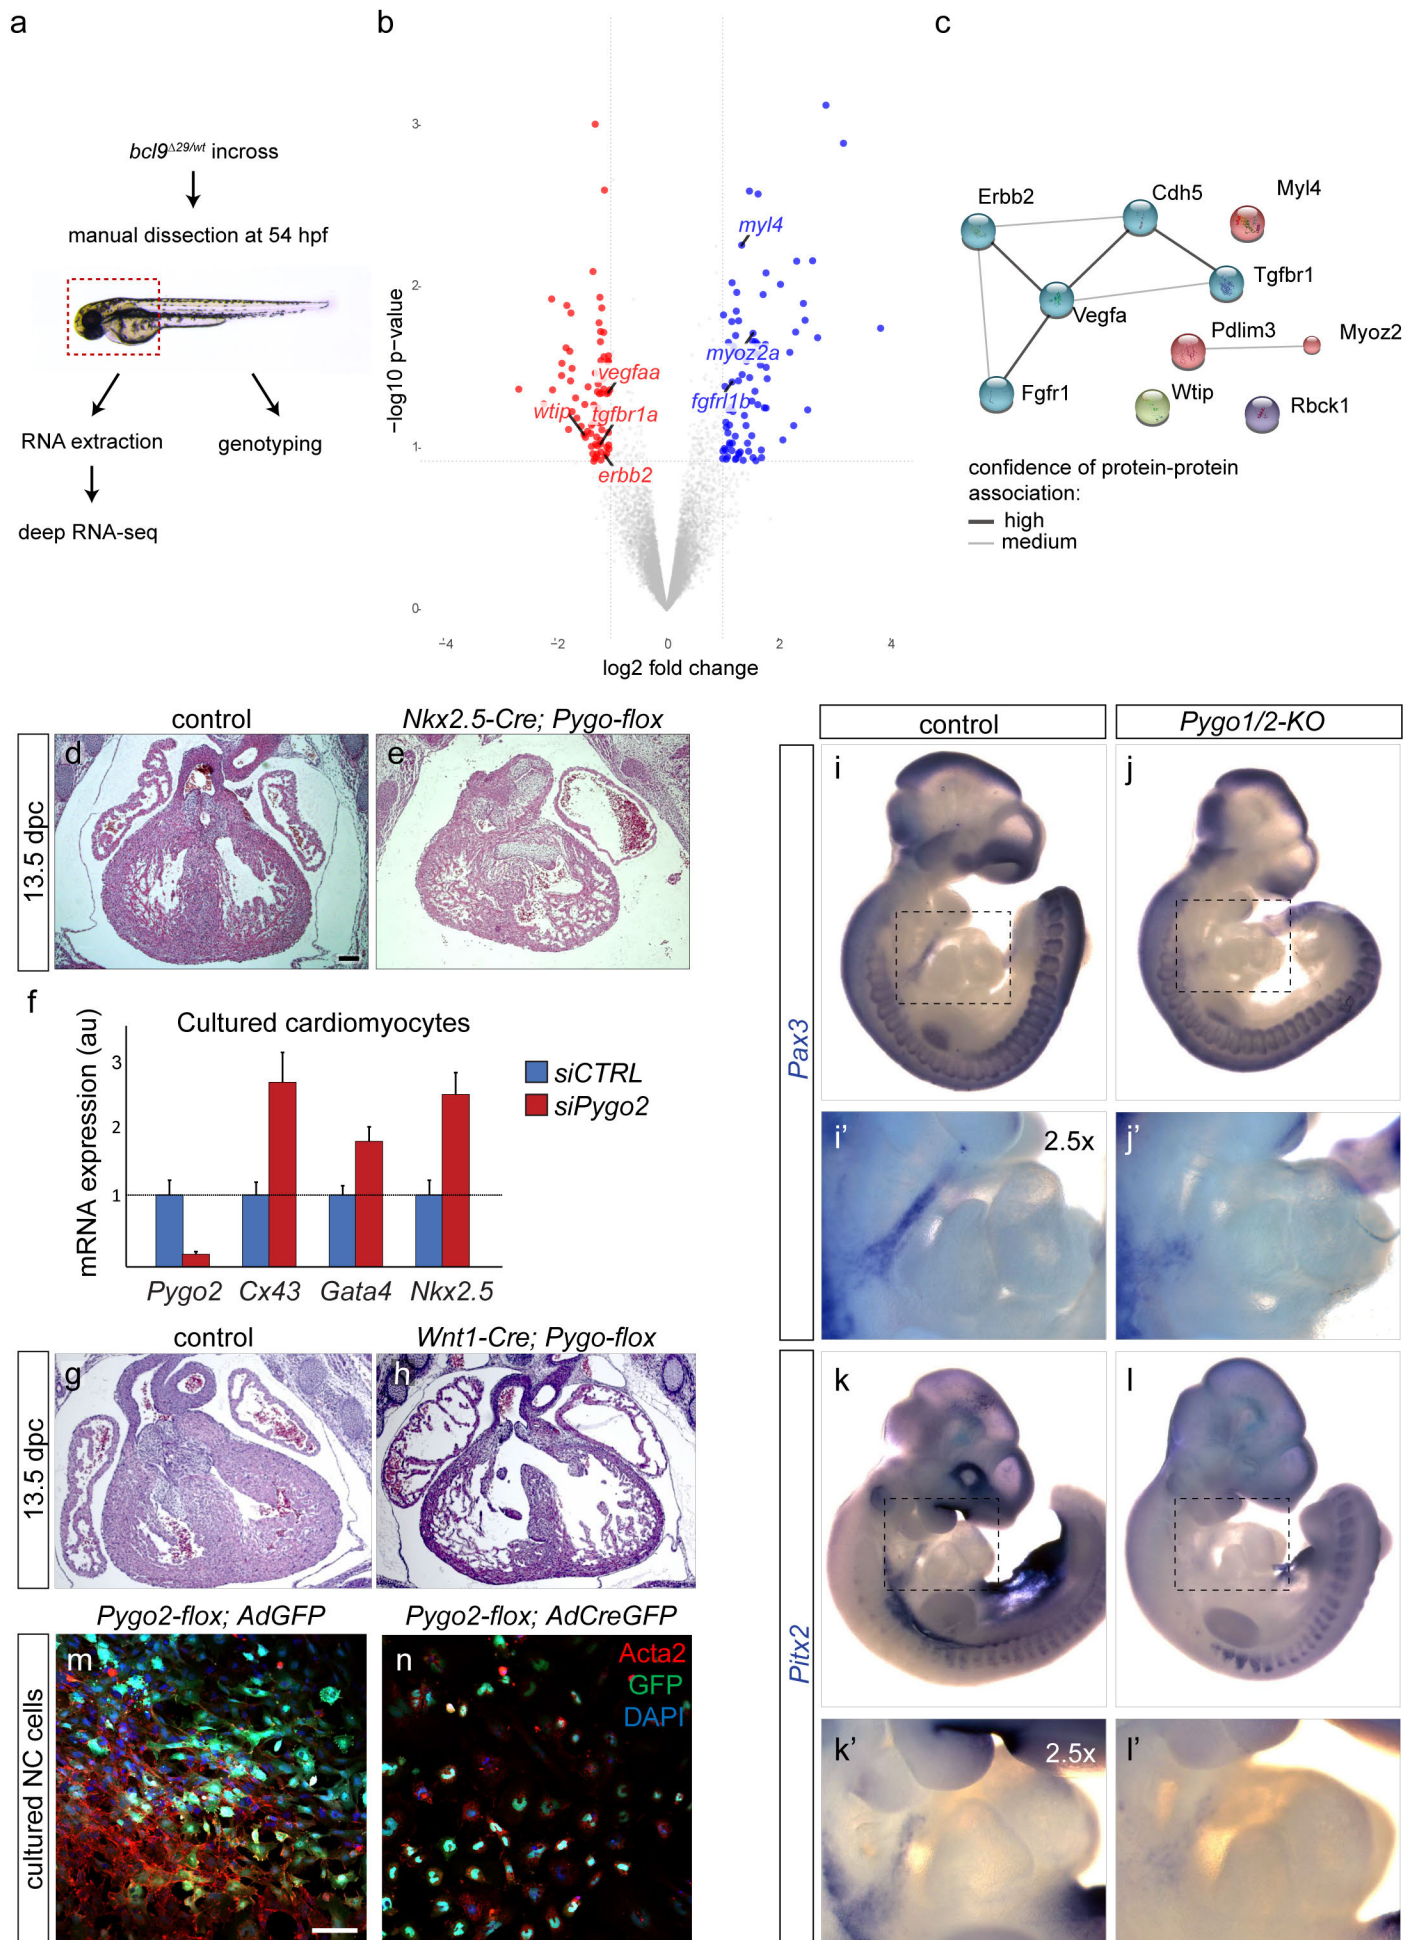 a
bcl9Δ29/wt incross
manual dissection at 54 hpf
RNA extraction
genotyping
deep RNA-seq
b
−log10 p−value
3
2
1
0
myl4
myoz2a
fgfrl1b
vegfaa
wtip
tgfbr1a
erbb2
−4
−2
0
2
4
log2 fold change
c
Erbb2
Cdh5
Myl4
Tgfbr1
Vegfa
Pdlim3
Myoz2
Fgfr1
Wtip
Rbck1
confidence of protein-protein
association:
high
medium
control
Nkx2.5-Cre; Pygo-flox
13.5 dpc
d
e
f
Cultured cardiomyocytes
mRNA expression (au)
3
2
1
siCTRL
siPygo2
Pygo2
Cx43
Gata4
Nkx2.5
control
Wnt1-Cre; Pygo-flox
13.5 dpc
g
h
Pygo2-flox; AdGFP
Pygo2-flox; AdCreGFP
cultured NC cells
m
n
Acta2
GFP
DAPI
control
Pygo1/2-KO
Pax3
i
j
i’
2.5x
j’
Pitx2
k
l
k’
2.5x
l’